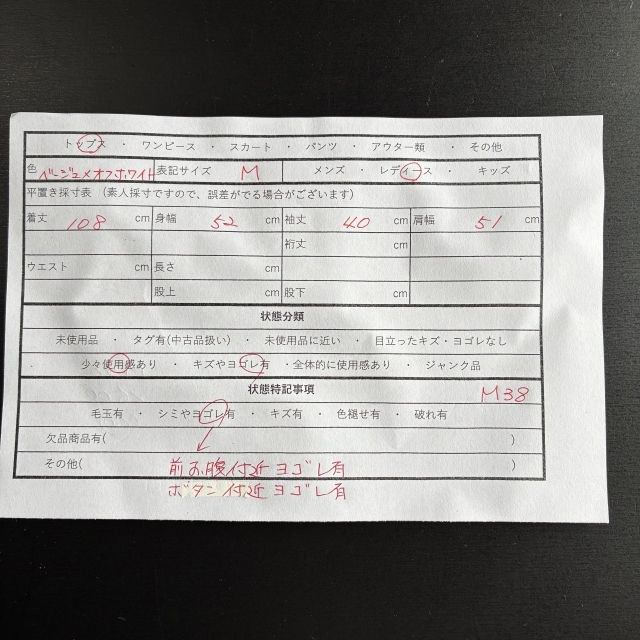 トップス ・ ワンピース ・ スカート ・ パンツ ・ アウター類 ・ その他
色 ベージュ×オフホワイト 表記サイズ M メンズ ・ レディース ・ キッズ
平置き採寸表 (素人採寸ですので、誤差がでる場合がございます)
着丈 108 cm 身幅 52 cm 袖丈 40 cm 肩幅 51 cm
裄丈 cm
ウエスト cm 長さ cm
股上 cm 股下 cm
状態分類
未使用品 ・ タグ有(中古品扱い) ・ 未使用品に近い ・ 目立ったキズ・ヨゴレなし
少々使用感あり ・ キズやヨゴレ有 ・全体的に使用感あり ・ ジャンク品
状態特記事項 M38
毛玉有 ・ シミやヨゴレ有 ・ キズ有 ・ 色褪せ有 ・ 破れ有
欠品商品有( )
その他( 前お腹付近ヨゴレ有 )
ボタン付近ヨゴレ有